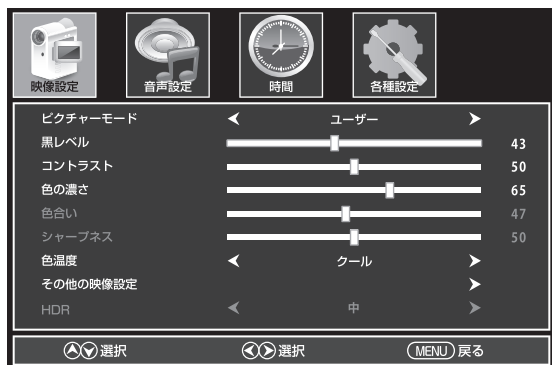 映像設定 音声設定 時間 各種設定
ピクチャーモード ユーザー
黒レベル 43
コントラスト 50
色の濃さ 65
色合い 47
シャープネス 50
色温度 クール
その他の映像設定
HDR 中
選択 選択 MENU 戻る